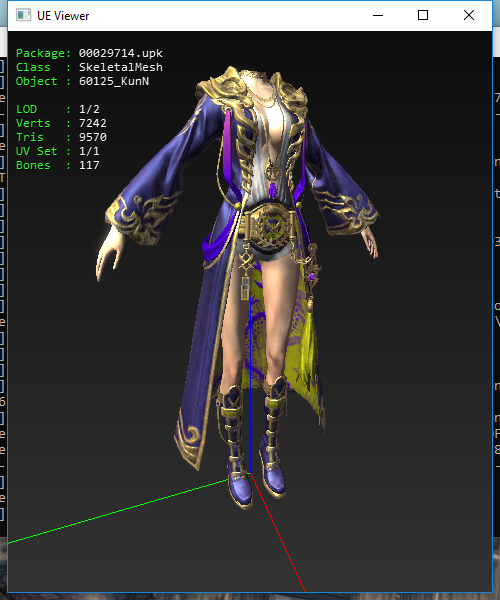 UE Viewer
Package: 00029714.upk
Class : SkeletalMesh
Object : 60125_KunN
LOD : 1/2
Verts : 7242
Tris : 9570
UV Set : 1/1
Bones : 117